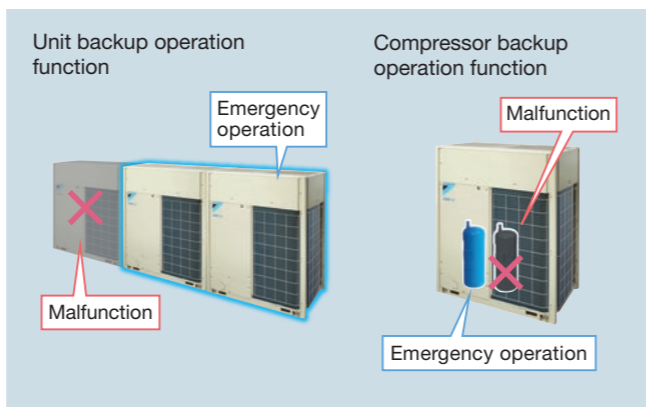 Unit backup operation
function
Emergency
operation
Malfunction
Compressor backup
operation function
Malfunction
Emergency operation